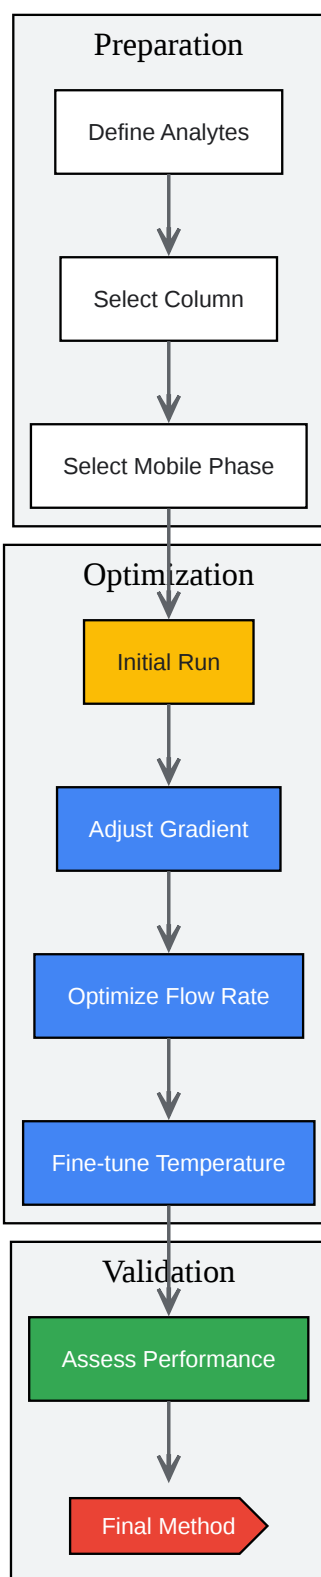 Preparation
Define Analytes
Select Column
Select Mobile Phase
Optimization
Initial Run
Adjust Gradient
Optimize Flow Rate
Fine-tune Temperature
Validation
Assess Performance
Final Method